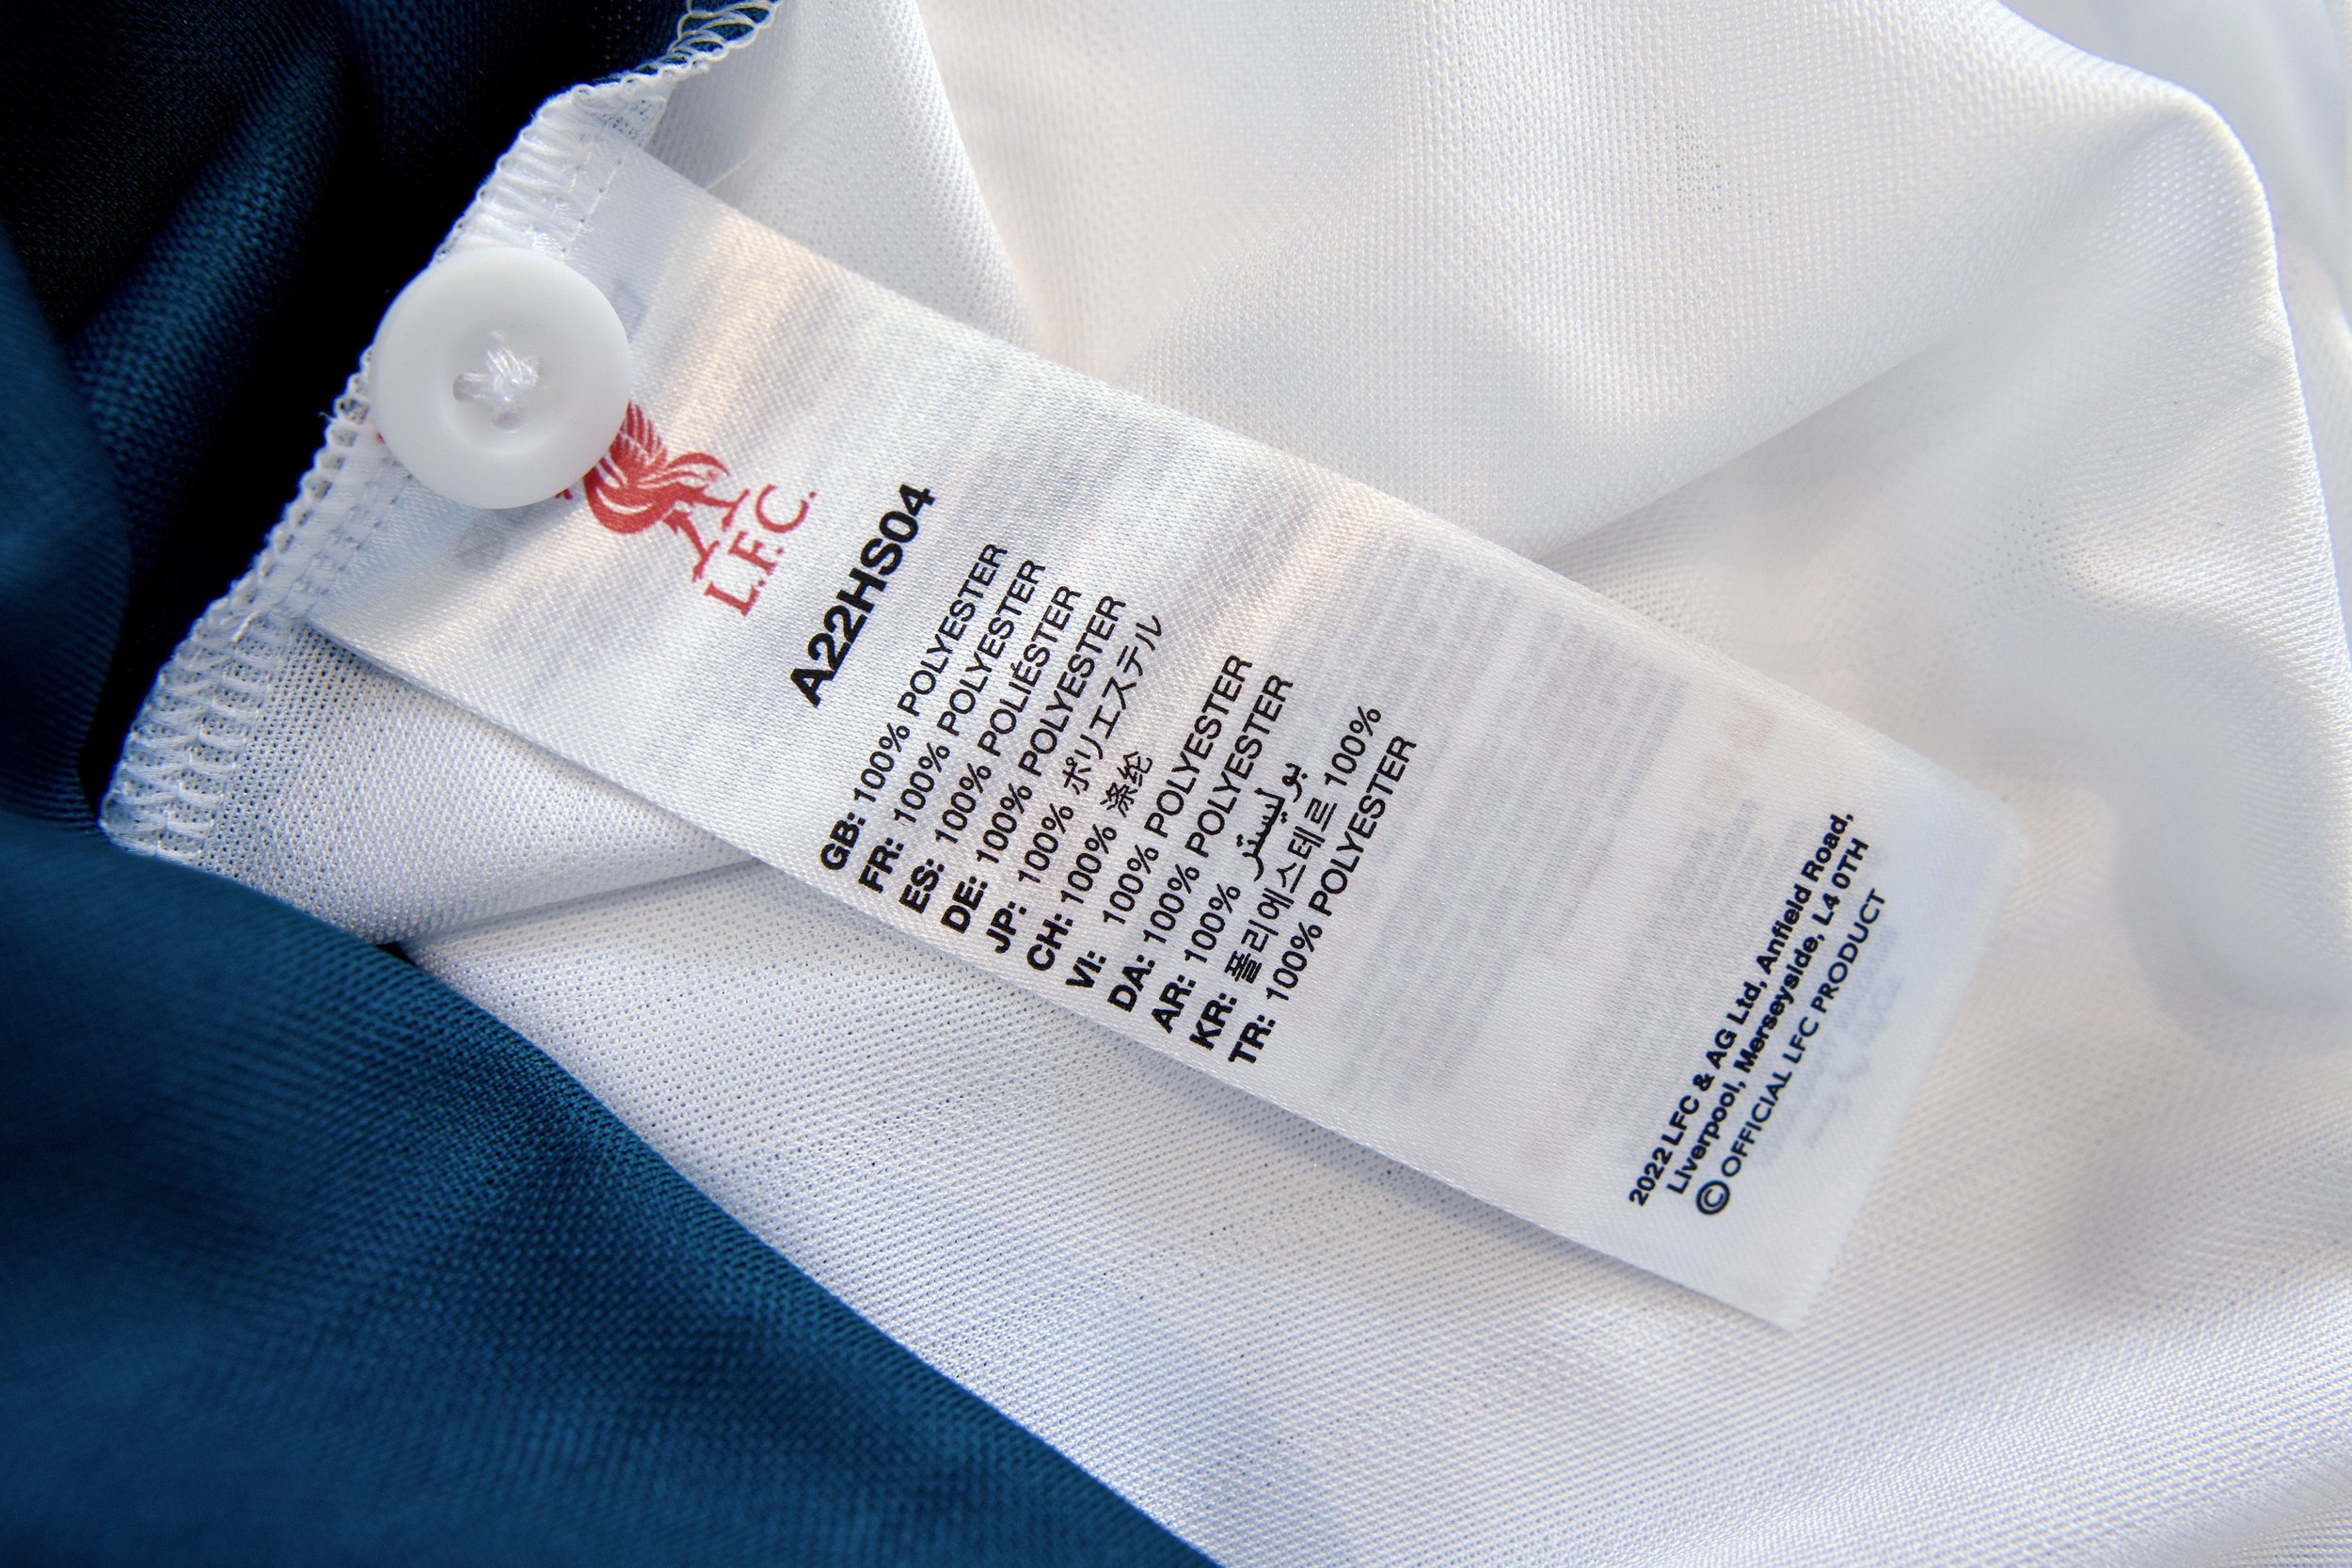 L.F.C.
A22HS04
GB: 100% POLYESTER
FR: 100% POLYESTER
ES: 100% POLIÉSTER
DE: 100% POLYESTER
JP: 100% ポリエステル
CH: 100% 涤纶
VI: 100% POLYESTER
DA: 100% POLYESTER
AR: 100% بوليستر
KR: 폴리에스테르 100%
TR: 100% POLYESTER
2022 LFC & AG Ltd, Anfield Road,
Liverpool, Merseyside, L4 0TH
© OFFICIAL LFC PRODUCT